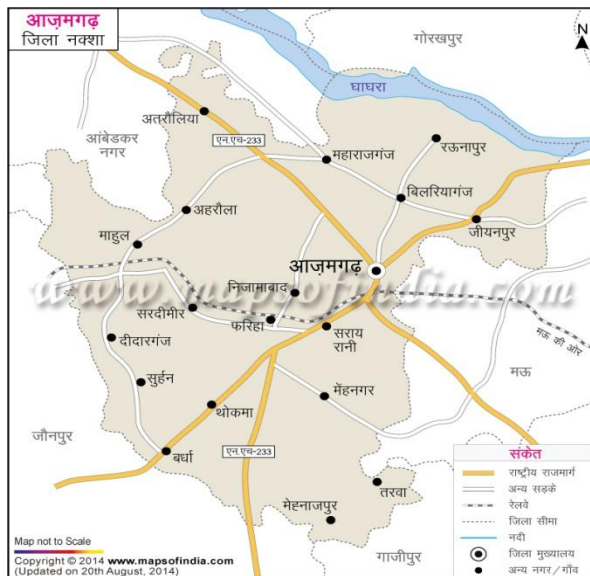 आज़मगढ़
जिला नक्शा
गोरखपुर
N
घाघरा
अतरौलिया
आंबेडकर
नगर
एन.एच-233
महाराजगंज
रऊनापुर
बिलरियागंज
अहरौला
जीयनपुर
माहुल
आज़मगढ़
www.mapsofindia.com
निजामाबाद
सरदीमीर
फरिहा
सराय
रानी
मऊ की ओर
दीदारगंज
सुर्हन
मेंहनगर
मऊ
थोकमा
जौनपुर
बर्धा
एन.एच-233
तरवा
मेहनाजपुर
गाजीपुर
संकेत
राष्ट्रीय राजमार्ग
अन्य सड़के
रेलवे
जिला सीमा
नदी
जिला मुख्यालय
अन्य नगर/गाँव
Map not to Scale
Copyright © 2014 www.mapsofindia.com
(Updated on 20th August, 2014)